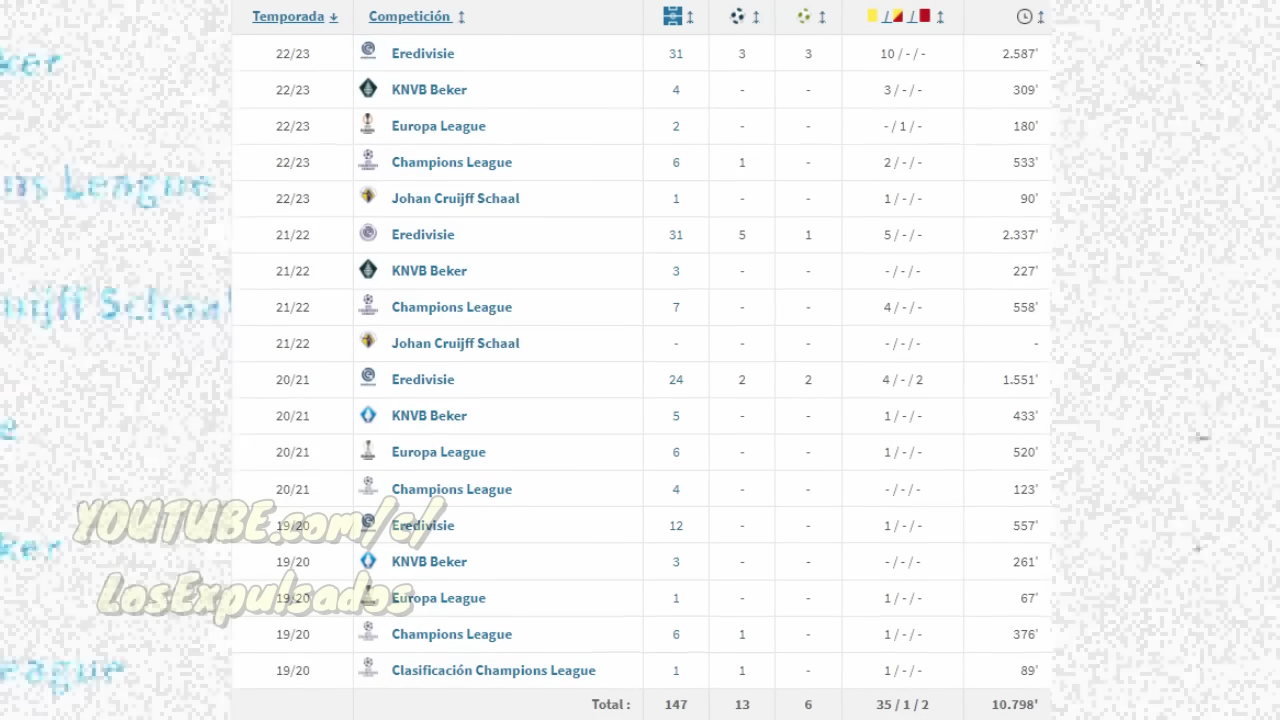 Temporada Competición
22/23 Eredivisie 31 3 3 10 / - / - 2.587'
22/23 KNVB Beker 4 - - 3 / - / - 309'
22/23 Europa League 2 - - - / 1 / - 180'
22/23 Champions League 6 1 - 2 / - / - 533'
22/23 Johan Cruijff Schaal 1 - - 1 / - / - 90'
21/22 Eredivisie 31 5 1 5 / - / - 2.337'
21/22 KNVB Beker 3 - - - / - / - 227'
21/22 Champions League 7 - - 4 / - / - 558'
21/22 Johan Cruijff Schaal - - - - / - / - -
20/21 Eredivisie 24 2 2 4 / - / 2 1.551'
20/21 KNVB Beker 5 - - 1 / - / - 433'
20/21 Europa League 6 - - 1 / - / - 520'
20/21 Champions League 4 - - - / - / - 123'
19/20 Eredivisie 12 - - 1 / - / - 557'
19/20 KNVB Beker 3 - - - / - / - 261'
19/20 Europa League 1 - - 1 / - / - 67'
19/20 Champions League 6 1 - 1 / - / - 376'
19/20 Clasificación Champions League 1 1 - 1 / - / - 89'
Total : 147 13 6 35 / 1 / 2 10.798'
YOUTUBE.com/c/
LosExpulsados